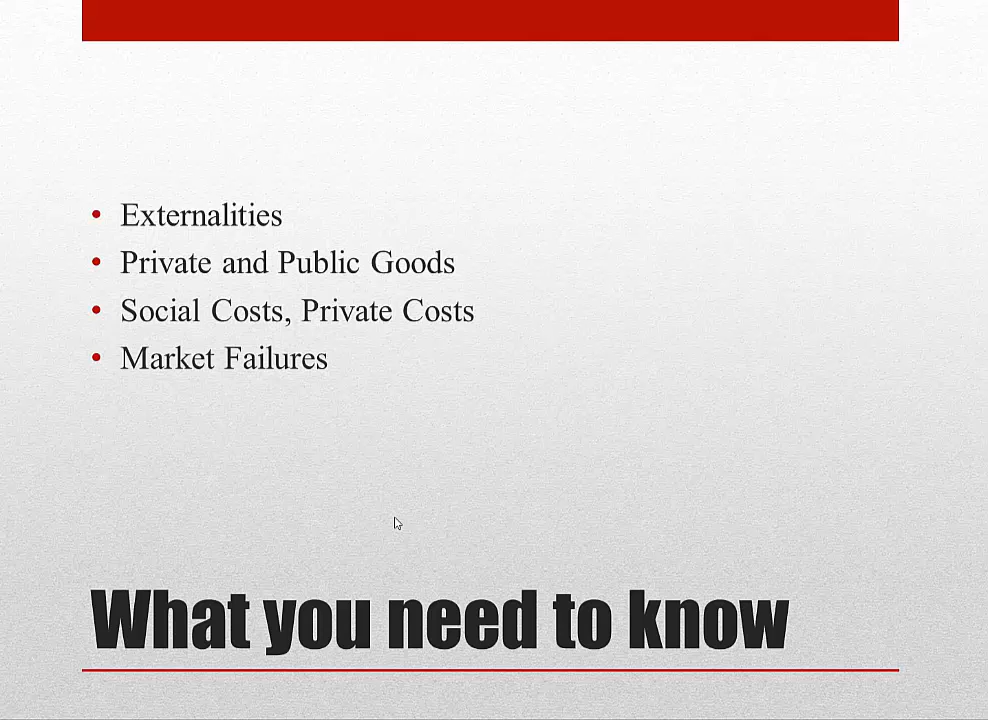 • Externalities
• Private and Public Goods
• Social Costs, Private Costs
• Market Failures
What you need to know